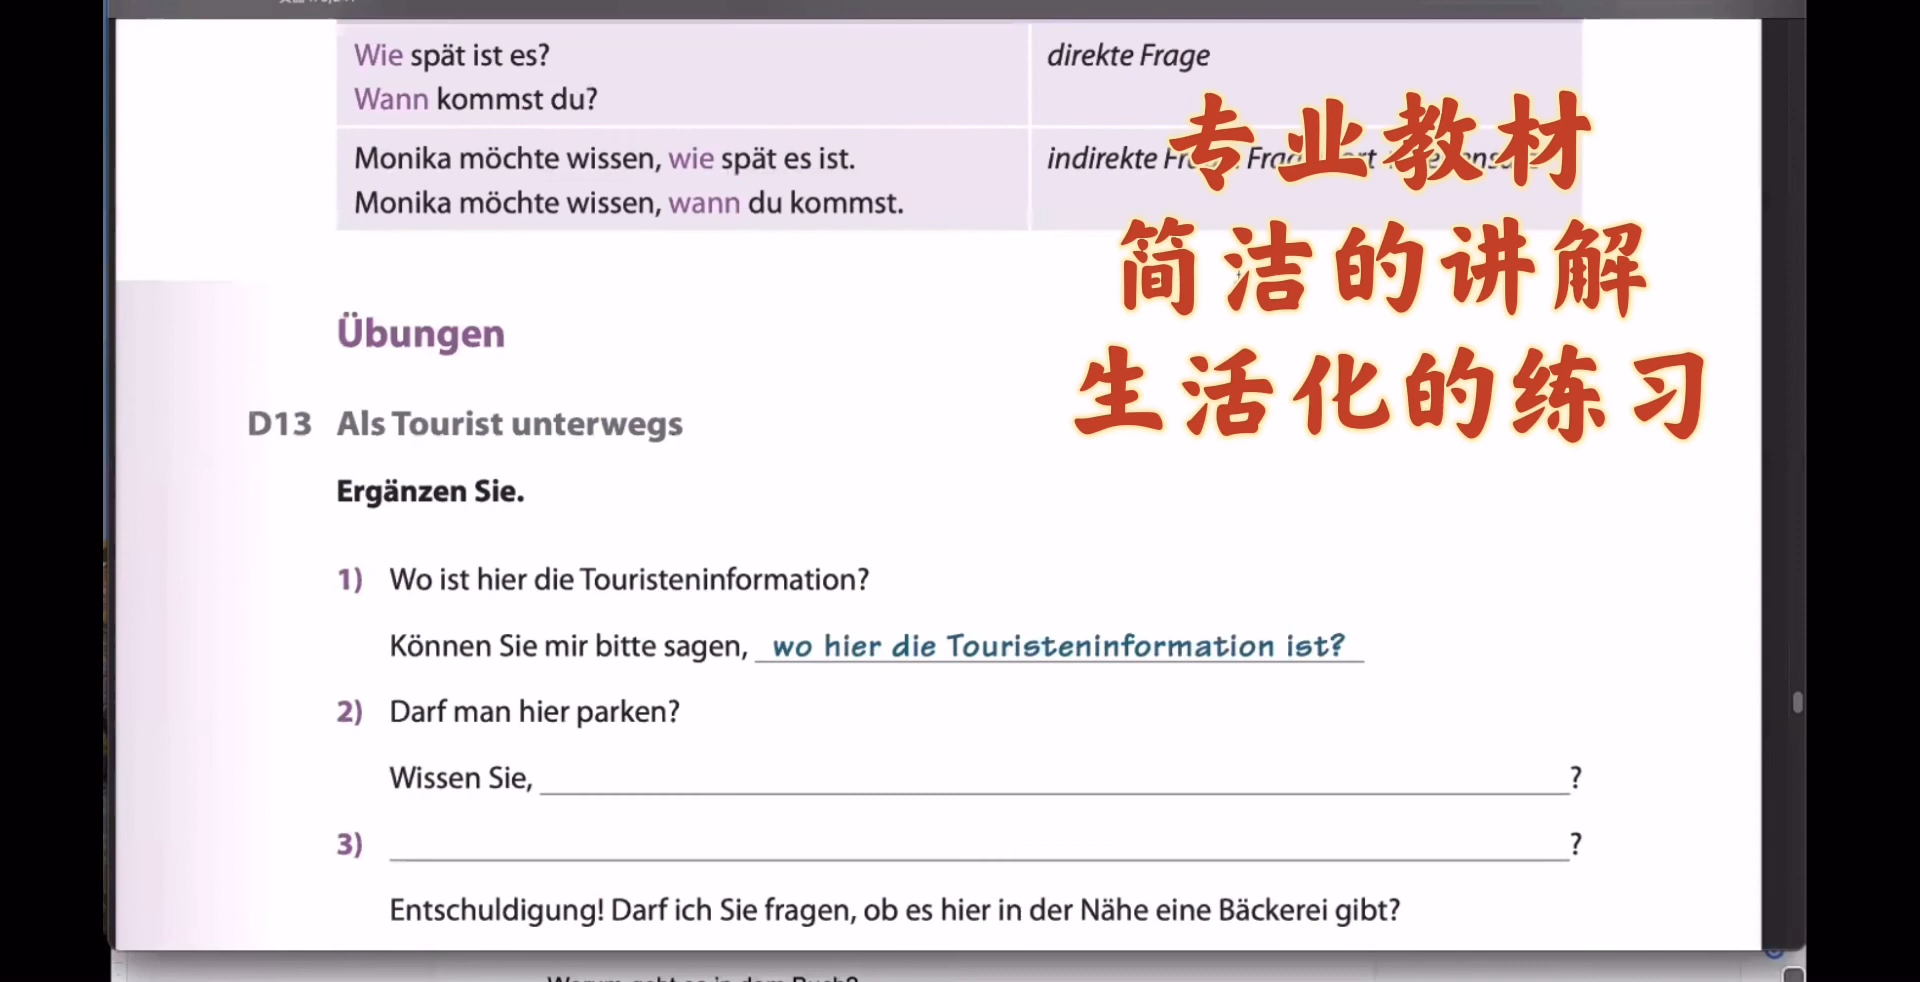 Wie spät ist es?
direkte Frage
Wann kommst du?
Monika möchte wissen, wie spät es ist.
indirekte
Monika möchte wissen, wann du kommst.
专业教材
简洁的讲解
生活化的练习
Übungen
D13 Als Tourist unterwegs
Ergänzen Sie.
1) Wo ist hier die Touristeninformation?
Können Sie mir bitte sagen, wo hier die Touristeninformation ist?
2) Darf man hier parken?
Wissen Sie, ?
3) ?
Entschuldigung! Darf ich Sie fragen, ob es hier in der Nähe eine Bäckerei gibt?